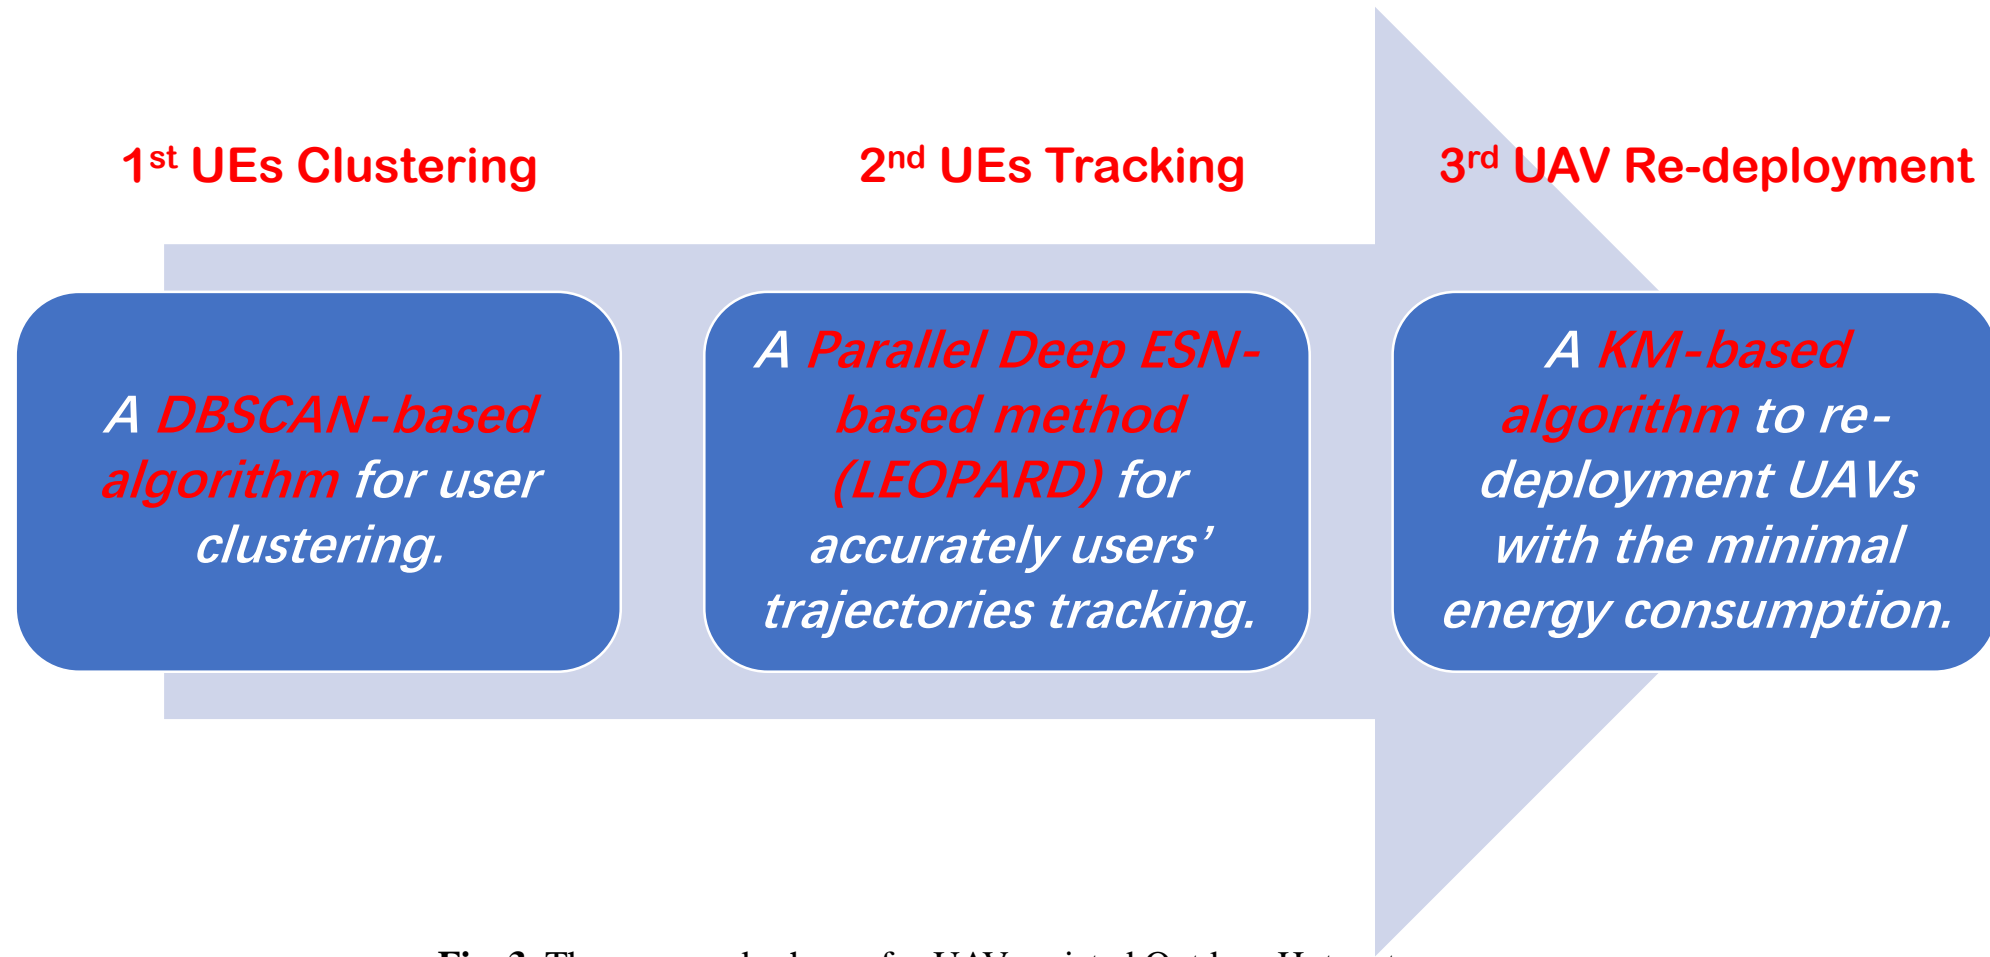 1st UEs Clustering
2nd UEs Tracking
3rd UAV Re-deployment
A DBSCAN-based
algorithm for user
clustering.
A Parallel Deep ESN-
based method
(LEOPARD) for
accurately users’
trajectories tracking.
A KM-based
algorithm to re-
deployment UAVs
with the minimal
energy consumption.